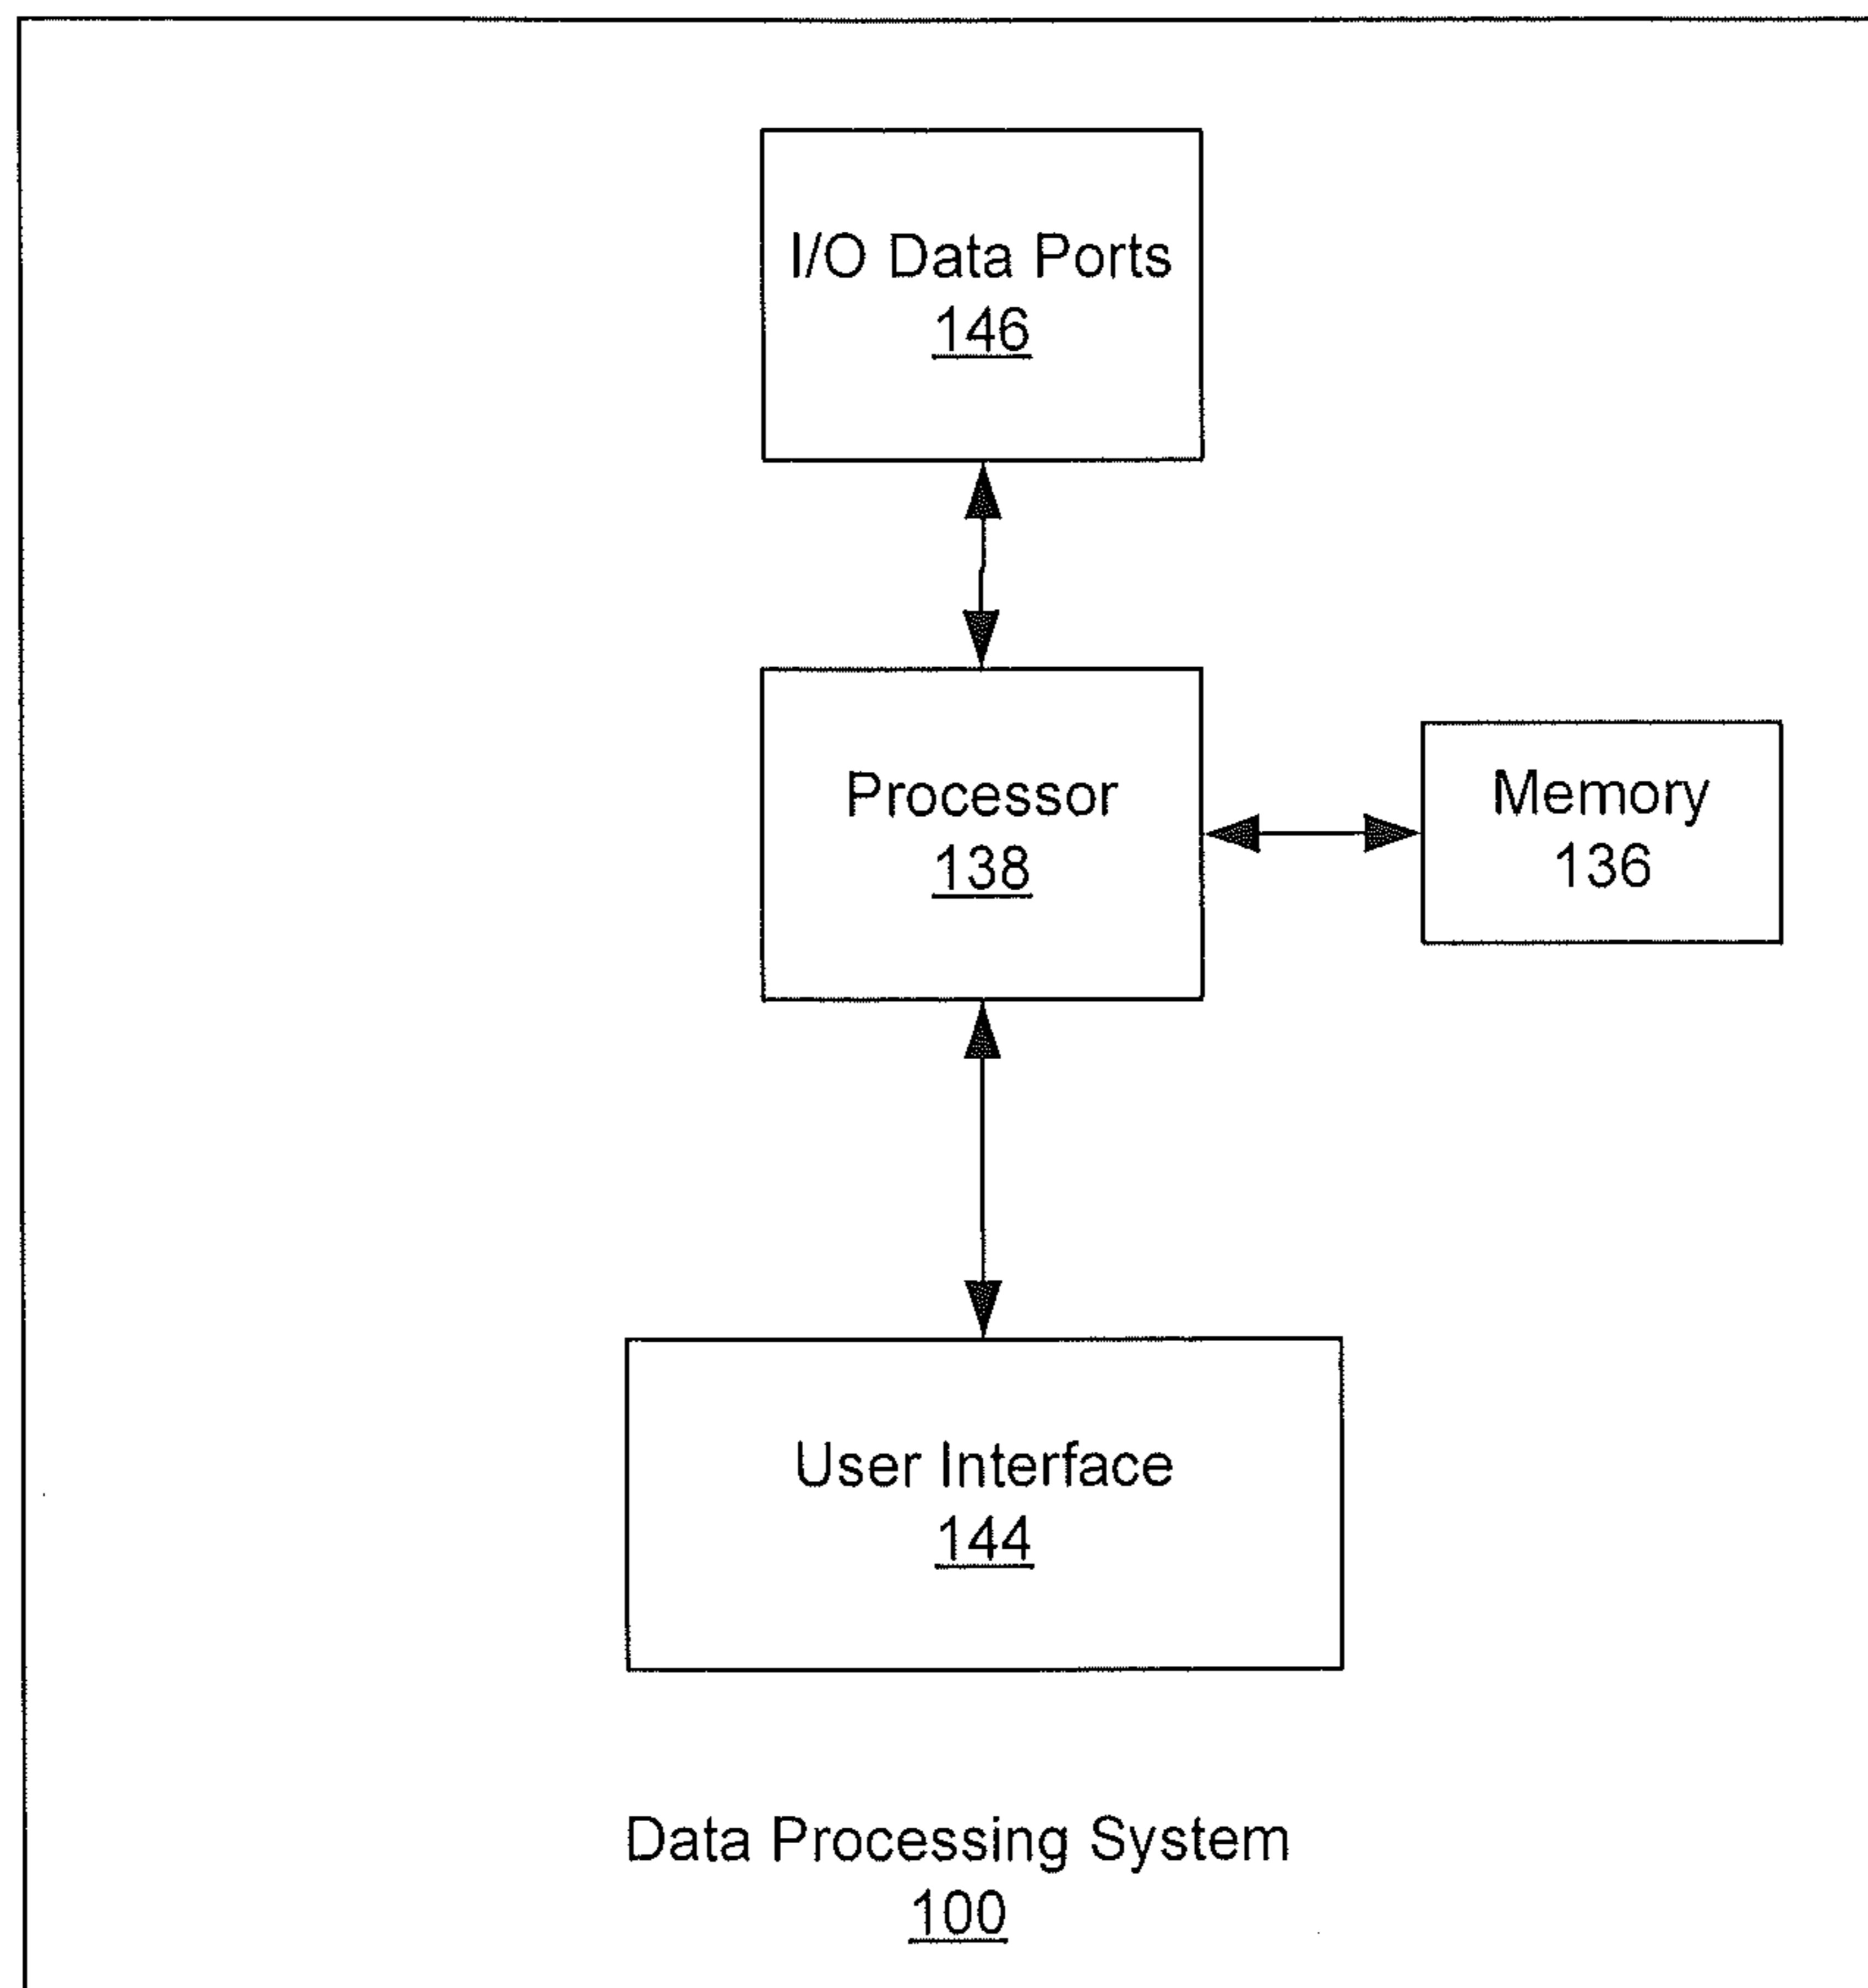 I/O Data Ports
146
Processor
138
Memory
136
User Interface
144
Data Processing System
100